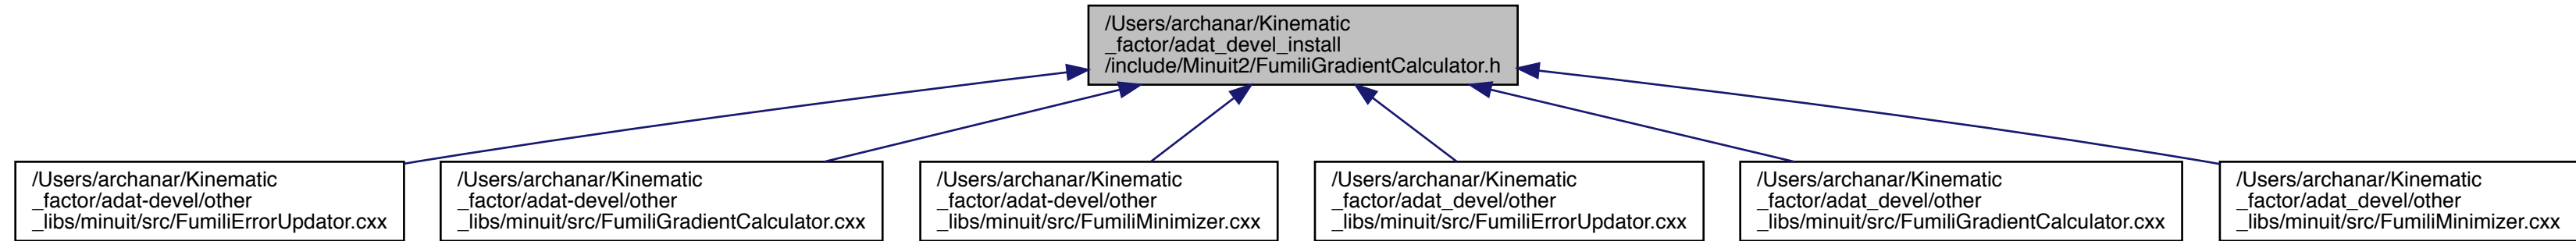 /Users/archanar/Kinematic
_factor/adat_devel_install
/include/Minuit2/FumiliGradientCalculator.h
/Users/archanar/Kinematic
_factor/adat-devel/other
_libs/minuit/src/FumiliErrorUpdator.cxx
/Users/archanar/Kinematic
_factor/adat-devel/other
_libs/minuit/src/FumiliGradientCalculator.cxx
/Users/archanar/Kinematic
_factor/adat-devel/other
_libs/minuit/src/FumiliMinimizer.cxx
/Users/archanar/Kinematic
_factor/adat_devel/other
_libs/minuit/src/FumiliErrorUpdator.cxx
/Users/archanar/Kinematic
_factor/adat_devel/other
_libs/minuit/src/FumiliGradientCalculator.cxx
/Users/archanar/Kinematic
_factor/adat_devel/other
_libs/minuit/src/FumiliMinimizer.cxx